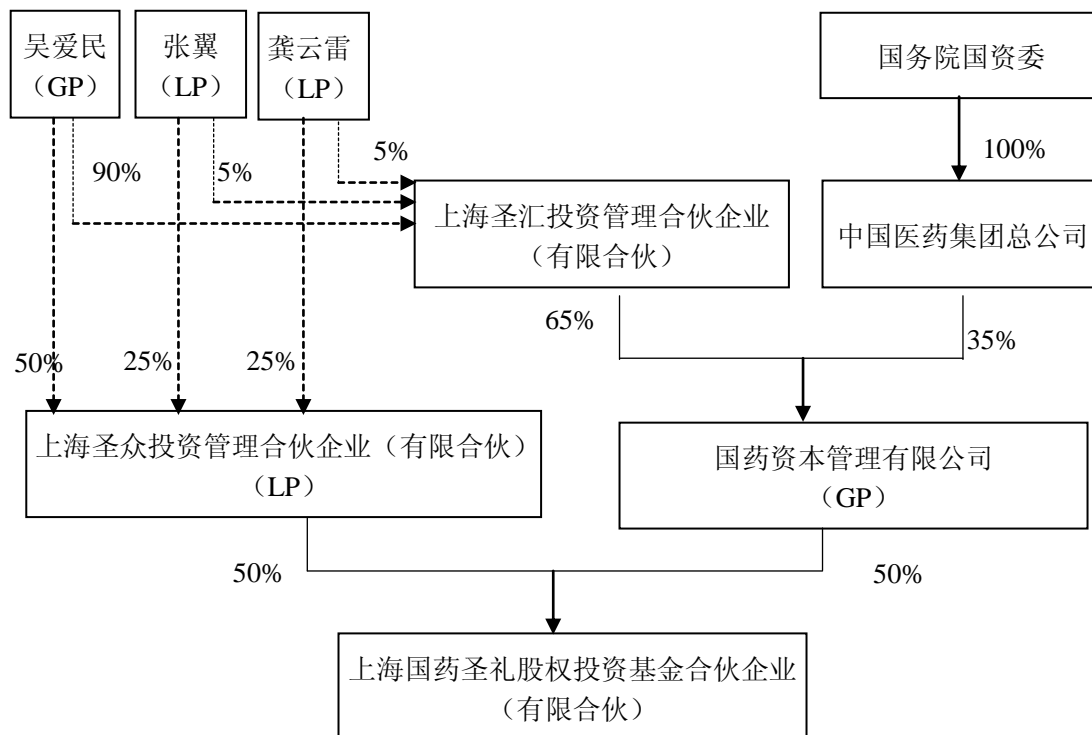 吴爱民
（GP）
张翼
（LP）
龚云雷
（LP）
国务院国资委
90%
5%
5%
100%
上海圣汇投资管理合伙企业
（有限合伙）
中国医药集团总公司
65%
35%
50%
25%
25%
上海圣众投资管理合伙企业（有限合伙）
（LP）
国药资本管理有限公司
（GP）
50%
50%
上海国药圣礼股权投资基金合伙企业
（有限合伙）